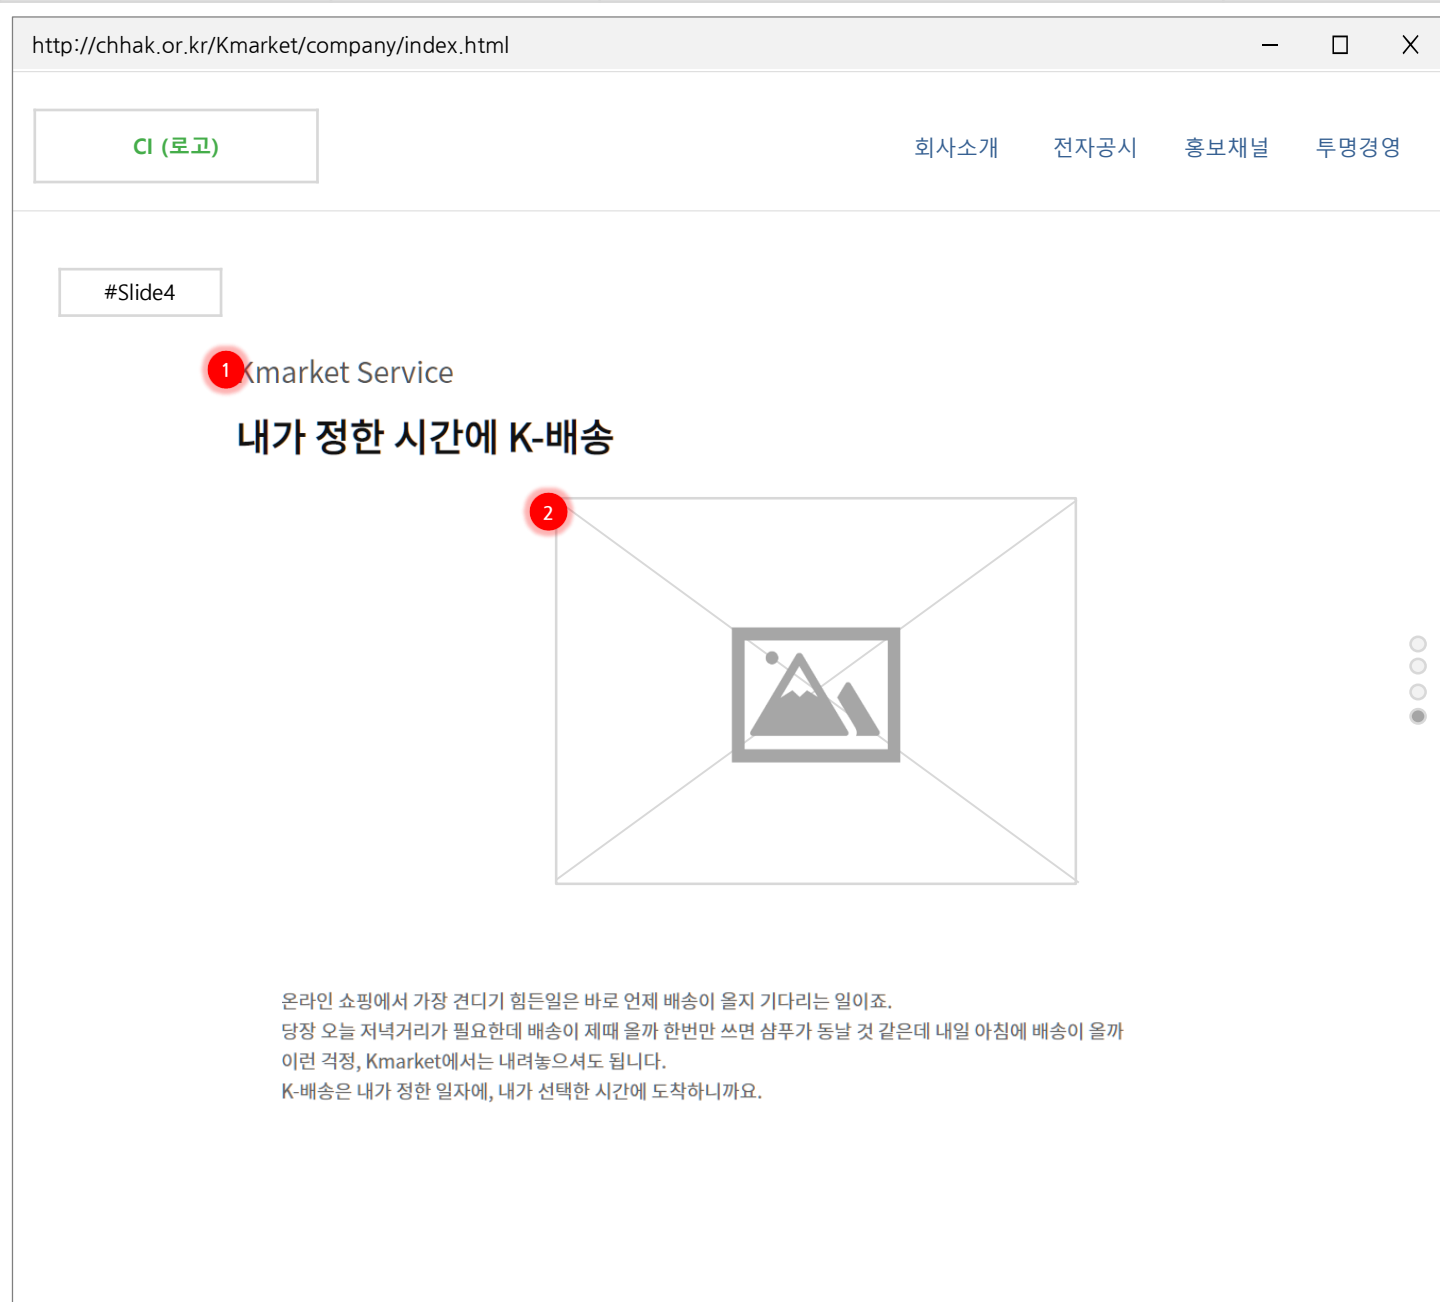 http://chhak.or.kr/Kmarket/company/index.html
CI (로고)
회사소개 전자공시 홍보채널 투명경영
#Slide4
1
Kmarket Service
내가 정한 시간에 K-배송
2
온라인 쇼핑에서 가장 견디기 힘든일은 바로 언제 배송이 올지 기다리는 일이죠.
당장 오늘 저녁거리가 필요한데 배송이 제때 올까 한번만 쓰면 샴푸가 동날 것 같은데 내일 아침에 배송이 올까
이런 걱정, Kmarket에서는 내려놓으셔도 됩니다.
K-배송은 내가 정한 일자에, 내가 선택한 시간에 도착하니까요.